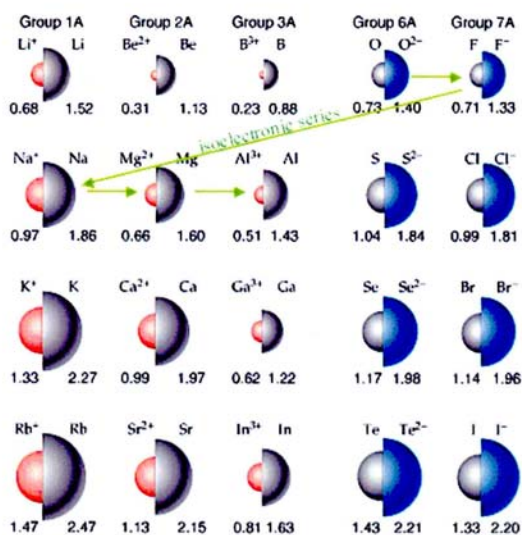 Group 1A Group 2A Group 3A Group 6A Group 7A
Li⁺ Li Be²⁺ Be B³⁺ B O O²⁻ F F⁻
0.68 1.52 0.31 1.13 0.23 0.88 0.73 1.40 0.71 1.33
isoelectronic series
Na⁺ Na Mg²⁺ Mg Al³⁺ Al S S²⁻ Cl Cl⁻
0.97 1.86 0.66 1.60 0.51 1.43 1.04 1.84 0.99 1.81
K⁺ K Ca²⁺ Ca Ga³⁺ Ga Se Se²⁻ Br Br⁻
1.33 2.27 0.99 1.97 0.62 1.22 1.17 1.98 1.14 1.96
Rb⁺ Rb Sr²⁺ Sr In³⁺ In Te Te²⁻ I I⁻
1.47 2.47 1.13 2.15 0.81 1.63 1.43 2.21 1.33 2.20